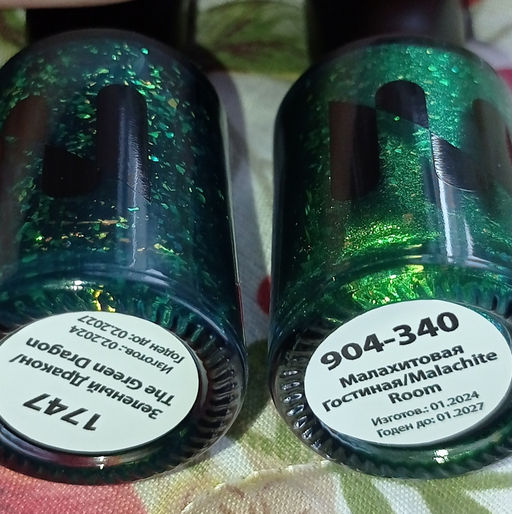 1747
Зеленый Дракон/
The Green Dragon
Изготов.: 02.2024
Годен до: 02.2027
904-340
Малахитовая
Гостиная/Malachite
Room
Изготов.: 01.2024
Годен до: 01.2027